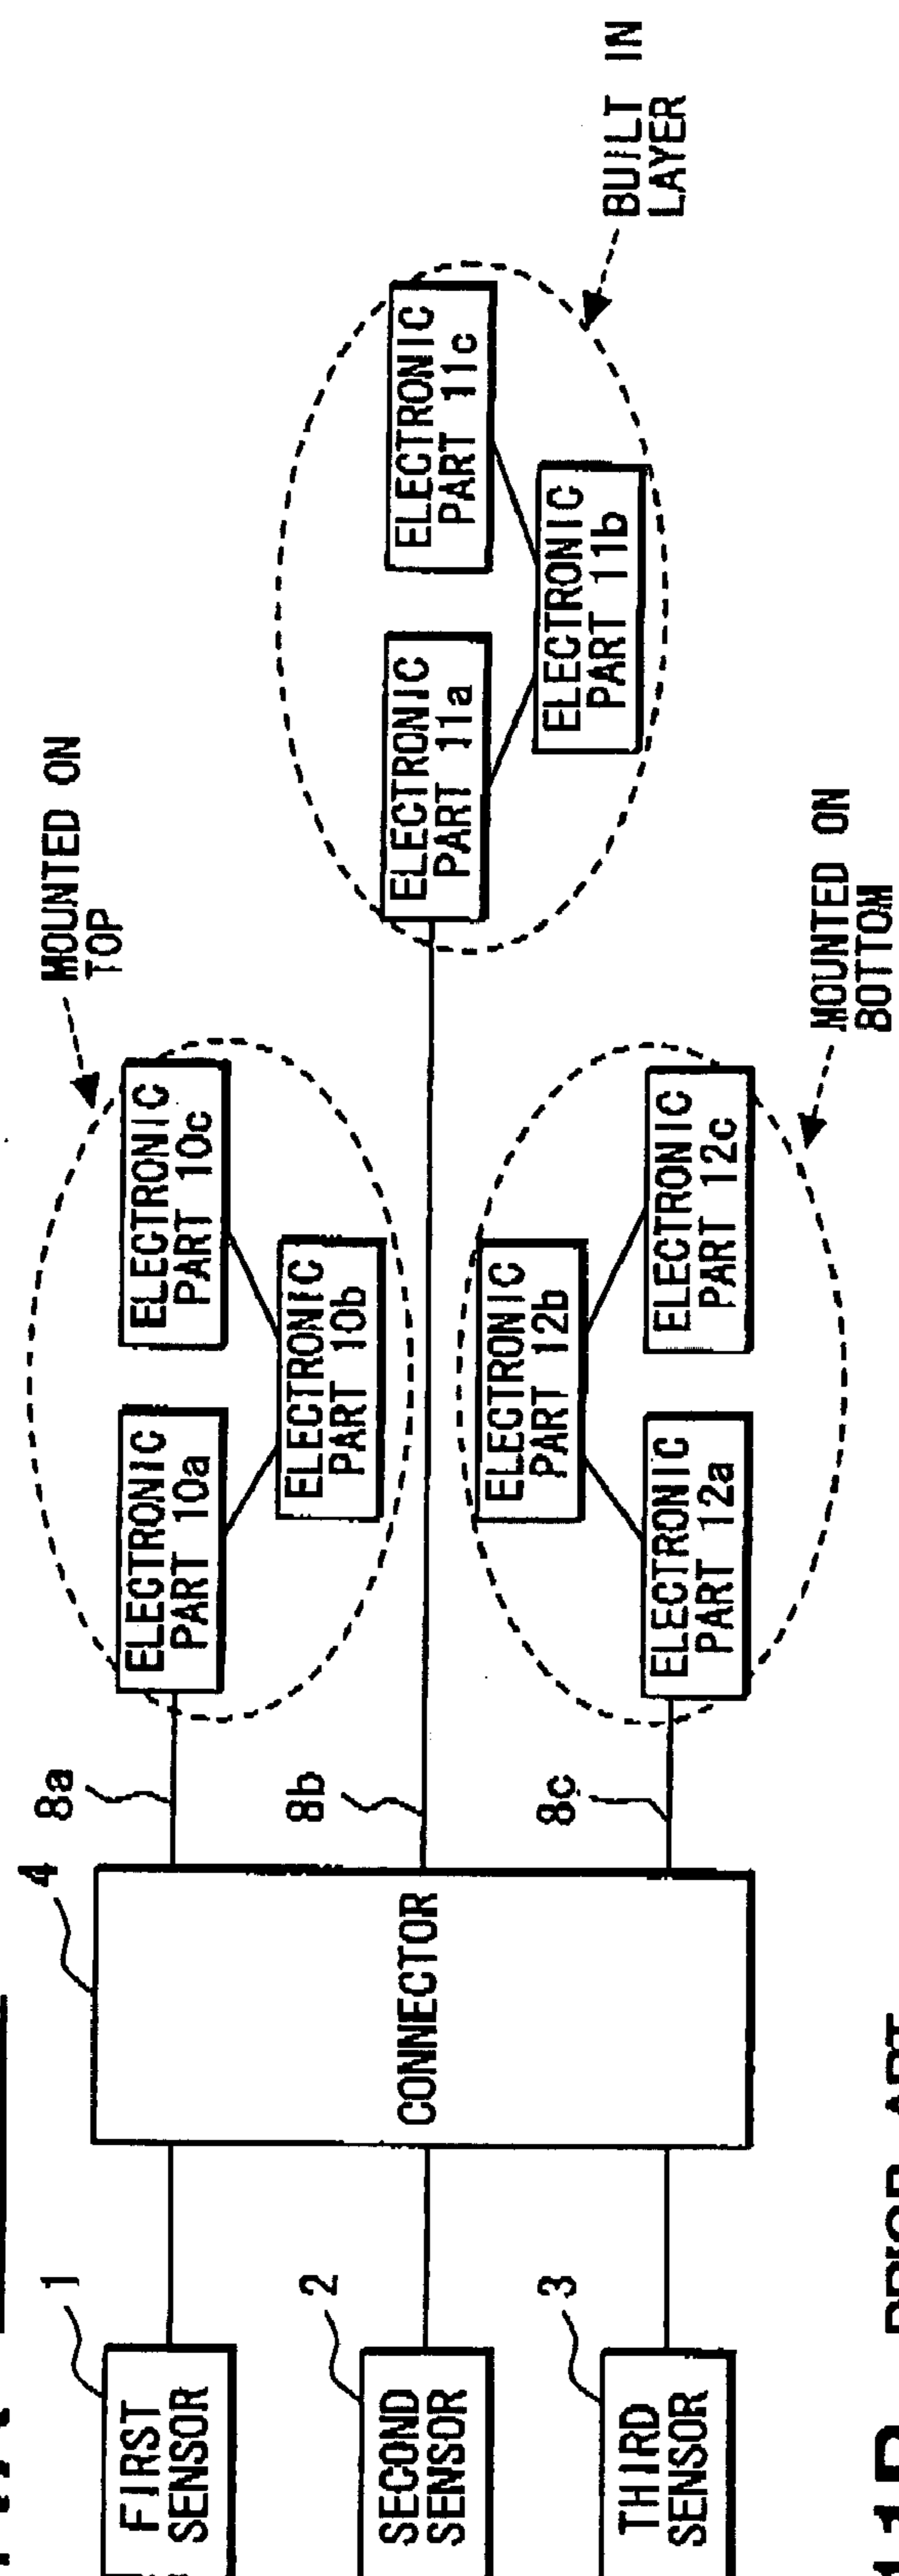 MOUNTED ON
TOP
BUILT IN
LAYER
MOUNTED ON
BOTTOM
1
FIRST
SENSOR
2
SECOND
SENSOR
3
THIRD
SENSOR
4
CONNECTOR
8a
8b
8c
ELECTRONIC
PART 10a
ELECTRONIC
PART 10b
ELECTRONIC
PART 10c
ELECTRONIC
PART 11a
ELECTRONIC
PART 11b
ELECTRONIC
PART 11c
ELECTRONIC
PART 12a
ELECTRONIC
PART 12b
ELECTRONIC
PART 12c
PRIOR ART